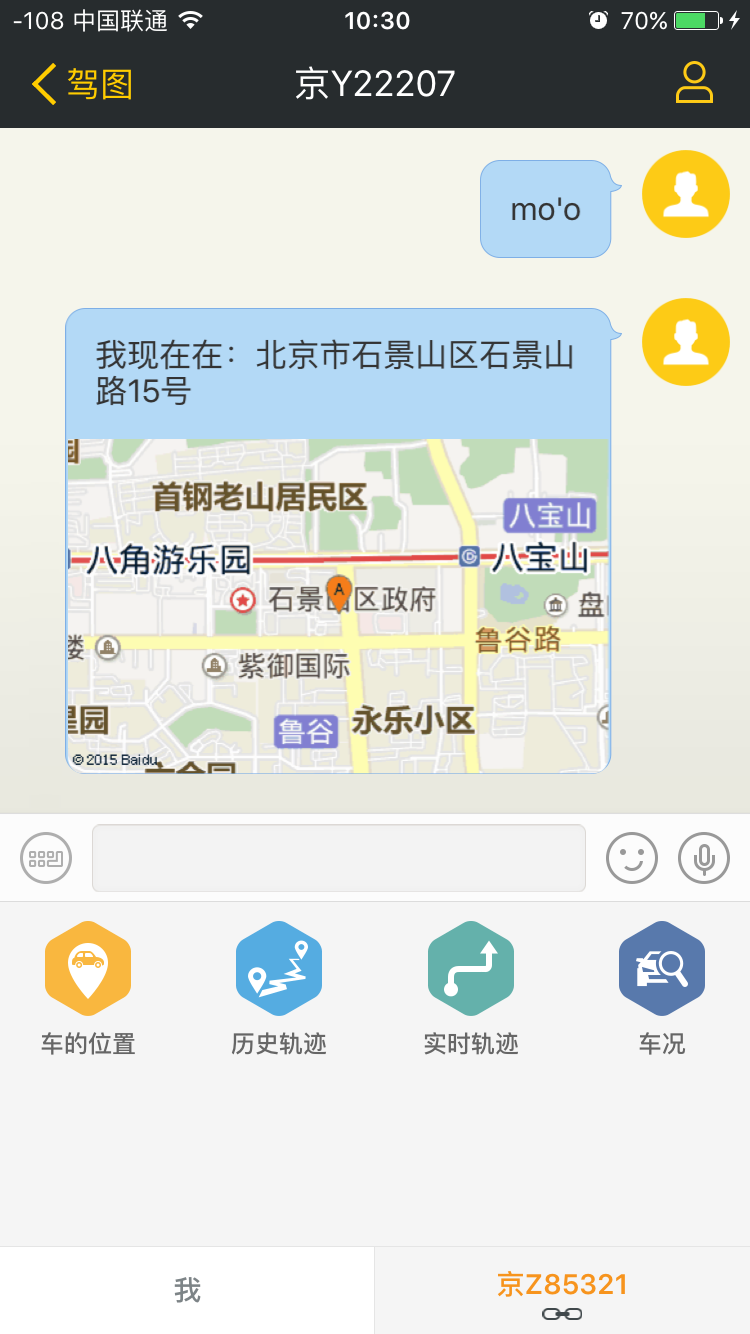 -108 中国联通 10:30 70%
驾图 京Y22207
mo'o
我现在在：北京市石景山区石景山
路15号
首钢老山居民区
八宝山
八角游乐园 八宝山
石景山区政府 盘
楼 鲁谷路
紫御国际
星园 鲁谷 永乐小区
© 2015 Baidu
车的位置 历史轨迹 实时轨迹 车况
我 京Z85321